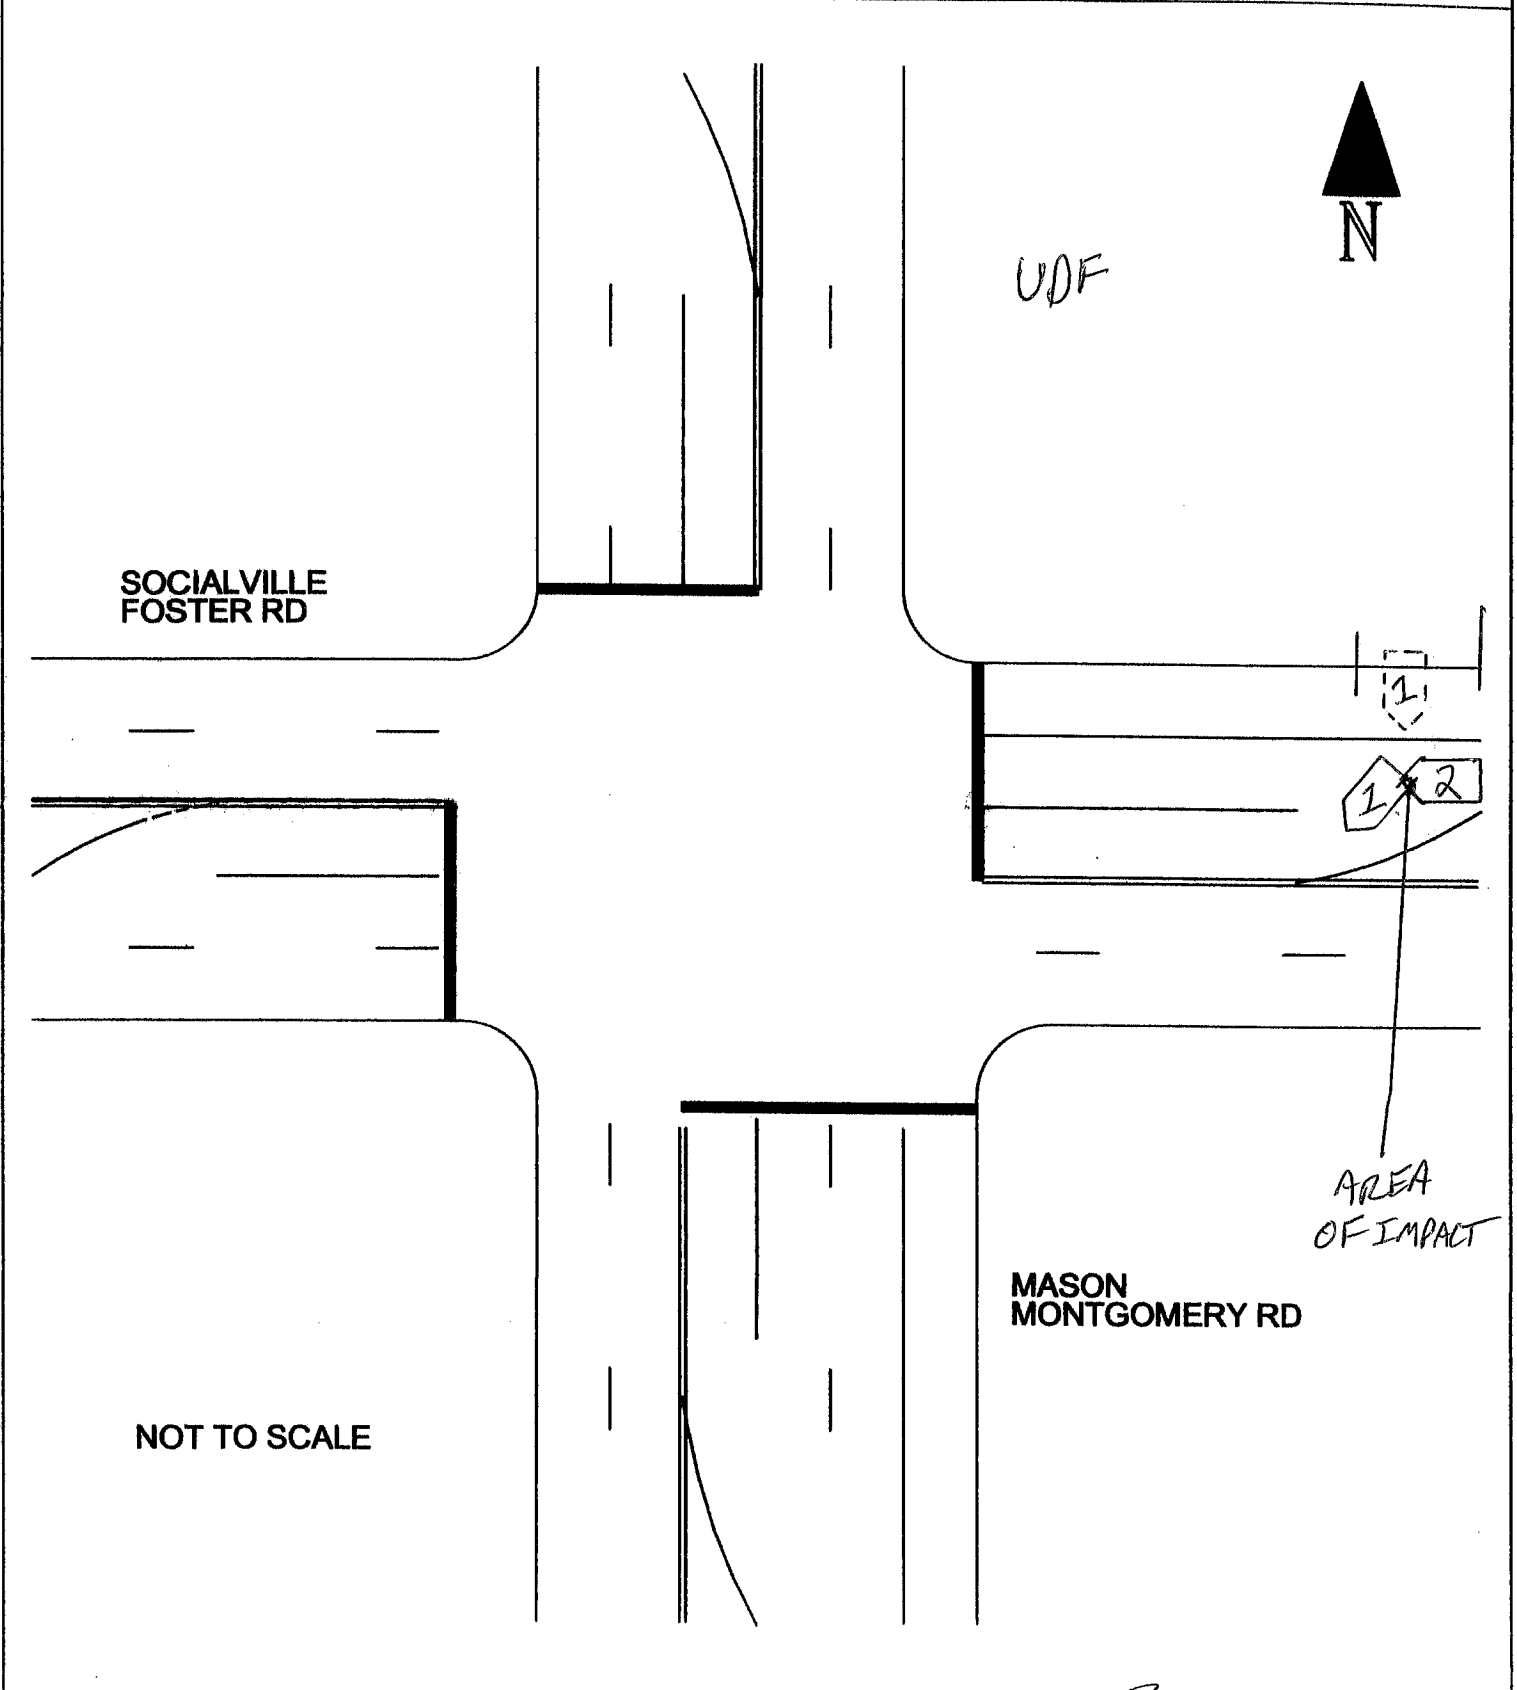 N
UDF
SOCIALVILLE
FOSTER RD
1
1
2
AREA
OF IMPACT
MASON
MONTGOMERY RD
NOT TO SCALE